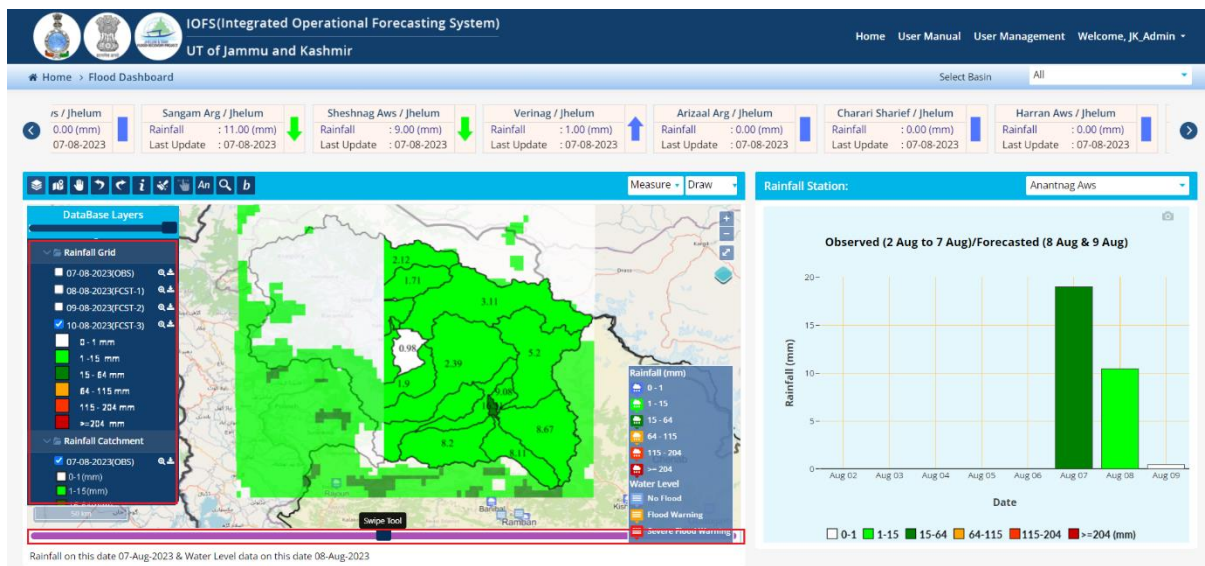 IOFS(Integrated Operational Forecasting System)
UT of Jammu and Kashmir
Home User Manual User Management Welcome, JK_Admin
Home > Flood Dashboard
Select Basin All
/s / Jhelum
0.00 (mm)
07-08-2023
Sangam Arg / Jhelum
Rainfall : 11.00 (mm)
Last Update : 07-08-2023
Sheshnag Aws / Jhelum
Rainfall : 9.00 (mm)
Last Update : 07-08-2023
Verinag / Jhelum
Rainfall : 1.00 (mm)
Last Update : 07-08-2023
Arizaal Arg / Jhelum
Rainfall : 0.00 (mm)
Last Update : 07-08-2023
Charari Sharief / Jhelum
Rainfall : 0.00 (mm)
Last Update : 07-08-2023
Harran Aws / Jhelum
Rainfall : 0.00 (mm)
Last Update : 07-08-2023
i An b
Measure Draw
DataBase Layers
Rainfall Grid
07-08-2023(OBS)
08-08-2023(FCST-1)
09-08-2023(FCST-2)
10-08-2023(FCST-3)
0 - 1 mm
1 -15 mm
15 - 64 mm
64 - 115 mm
115 - 204 mm
>=204 mm
Rainfall Catchment
07-08-2023(OBS)
0-1(mm)
1-15(mm)
50 km
2.12
1.71
3.11
0.98
2.39
5.2
1.9
9.08
8.2
8.67
8.11
Kargil
Drass
Banihal
Ramban
Rainfall (mm)
0 - 1
1 - 15
15 - 64
64 - 115
115 - 204
>= 204
Water Level
No Flood
Flood Warning
Severe Flood Warning
Swipe Tool
Rainfall on this date 07-Aug-2023 & Water Level data on this date 08-Aug-2023
Rainfall Station: Anantnag Aws
Observed (2 Aug to 7 Aug)/Forecasted (8 Aug & 9 Aug)
Rainfall (mm)
20
15
10
5
0
Aug 02 Aug 03 Aug 04 Aug 05 Aug 06 Aug 07 Aug 08 Aug 09
Date
0-1 1-15 15-64 64-115 115-204 >=204 (mm)